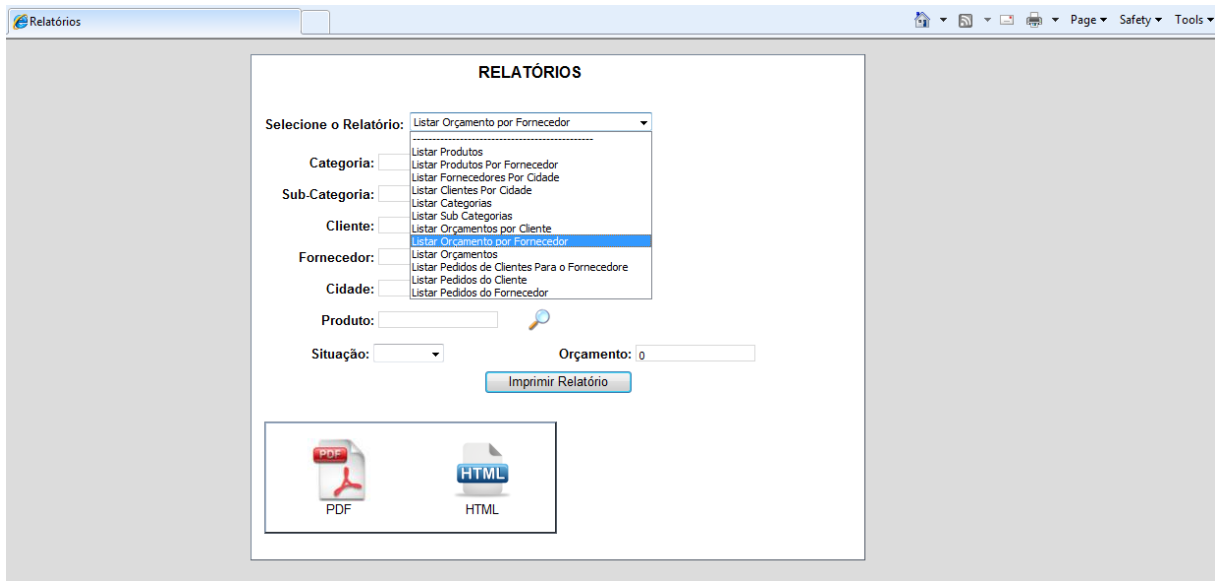 Relatórios
Page Safety Tools
RELATÓRIOS
Selecione o Relatório: Listar Orçamento por Fornecedor
----------------------------------------------
Listar Produtos
Categoria: Listar Produtos Por Fornecedor
Listar Fornecedores Por Cidade
Sub-Categoria: Listar Clientes Por Cidade
Listar Categorias
Listar Sub Categorias
Cliente: Listar Orçamentos por Cliente
Listar Orçamento por Fornecedor
Fornecedor: Listar Orçamentos
Listar Pedidos de Clientes Para o Fornecedore
Cidade: Listar Pedidos do Cliente
Listar Pedidos do Fornecedor
Produto:
Situação: Orçamento: 0
Imprimir Relatório
PDF HTML
PDF HTML